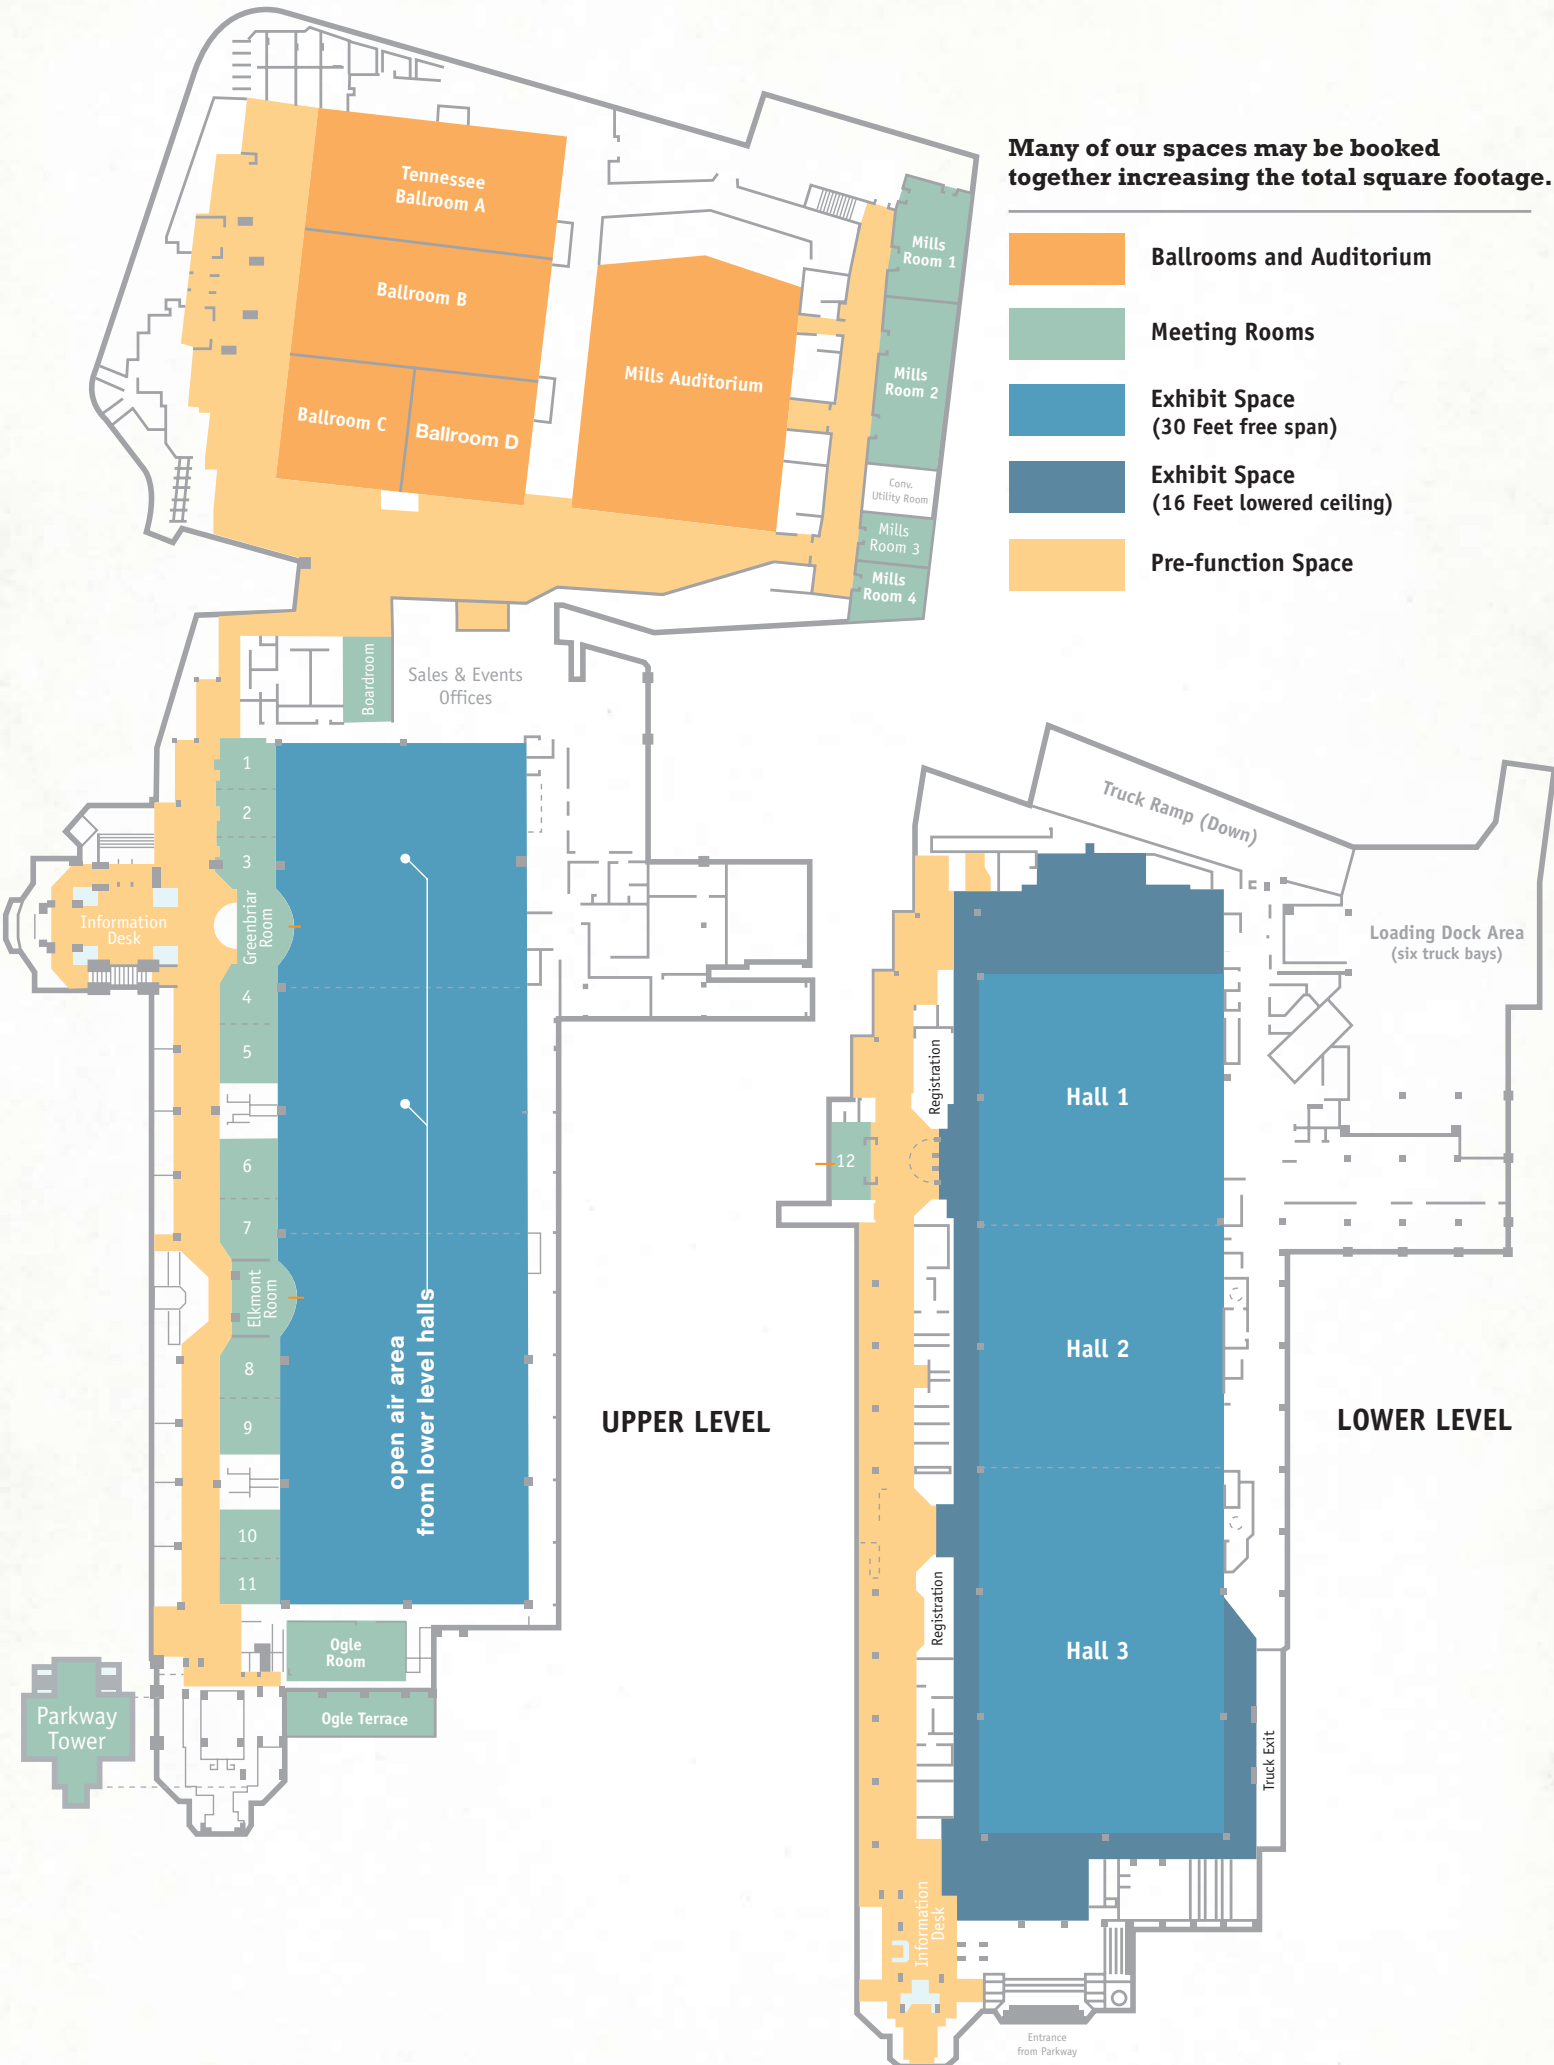 Many of our spaces may be booked
together increasing the total square footage.
Ballrooms and Auditorium
Meeting Rooms
Exhibit Space
(30 Feet free span)
Exhibit Space
(16 Feet lowered ceiling)
Pre-function Space
Tennessee
Ballroom A
Ballroom B
Ballroom C
Ballroom D
Mills Auditorium
Mills
Room 1
Mills
Room 2
Conv.
Utility Room
Mills
Room 3
Mills
Room 4
Boardroom
Sales & Events
Offices
1
2
3
Greenbriar
Room
Information
Desk
4
5
6
7
Elkmont
Room
8
9
10
11
open air area
from lower level halls
Ogle
Room
Ogle Terrace
Parkway
Tower
UPPER LEVEL
Truck Ramp (Down)
Loading Dock Area
(six truck bays)
Registration
Hall 1
12
Hall 2
LOWER LEVEL
Registration
Hall 3
Truck Exit
Information
Desk
Entrance
from Parkway